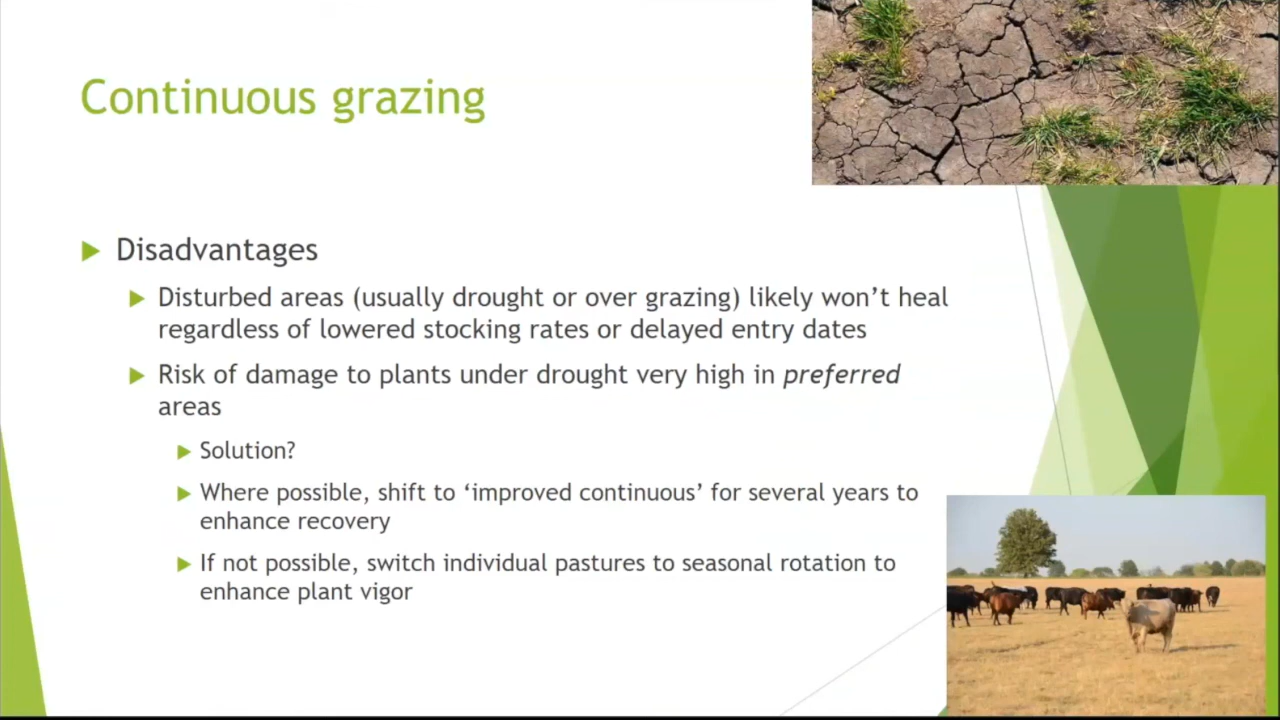 Continuous grazing
Disadvantages
Disturbed areas (usually drought or over grazing) likely won’t heal
regardless of lowered stocking rates or delayed entry dates
Risk of damage to plants under drought very high in preferred
areas
Solution?
Where possible, shift to ‘improved continuous’ for several years to
enhance recovery
If not possible, switch individual pastures to seasonal rotation to
enhance plant vigor